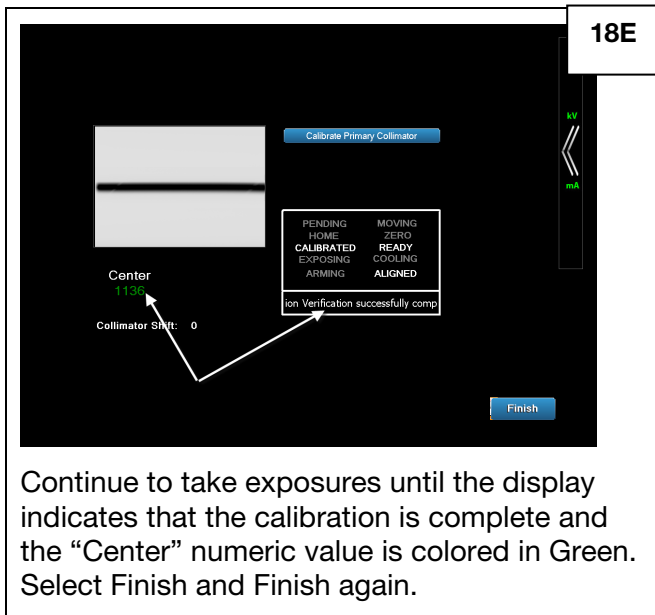 18E
Calibrate Primary Collimator
kV
mA
PENDING MOVING
HOME ZERO
CALIBRATED READY
EXPOSING COOLING
ARMING ALIGNED
ion Verification successfully comp
Center
1136
Collimator Shift: 0
Finish
Continue to take exposures until the display
indicates that the calibration is complete and
the “Center” numeric value is colored in Green.
Select Finish and Finish again.